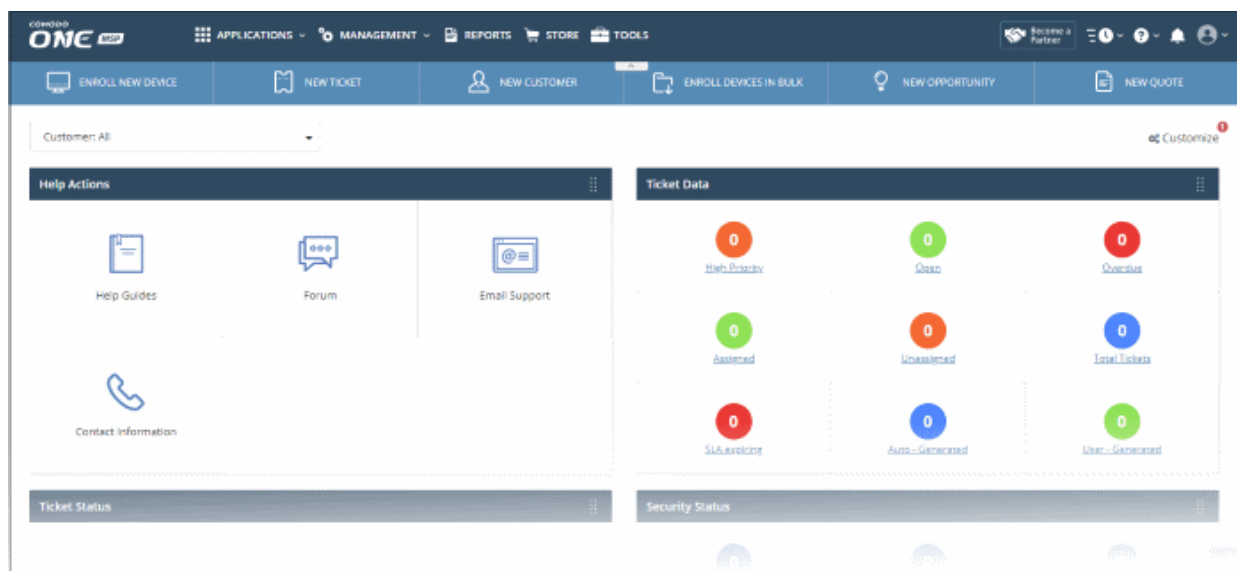 COMODO
ONE MSP
APPLICATIONS MANAGEMENT REPORTS STORE TOOLS
Become a
Partner
ENROLL NEW DEVICE NEW TICKET NEW CUSTOMER ENROLL DEVICES IN BULK NEW OPPORTUNITY NEW QUOTE
Customer: All
Customize
Help Actions
Help Guides Forum Email Support
Contact Information
Ticket Data
0 0 0
High Priority Open Overdue
0 0 0
Assigned Unassigned Total Tickets
0 0 0
SLA expiring Auto - Generated User - Generated
Ticket Status
Security Status